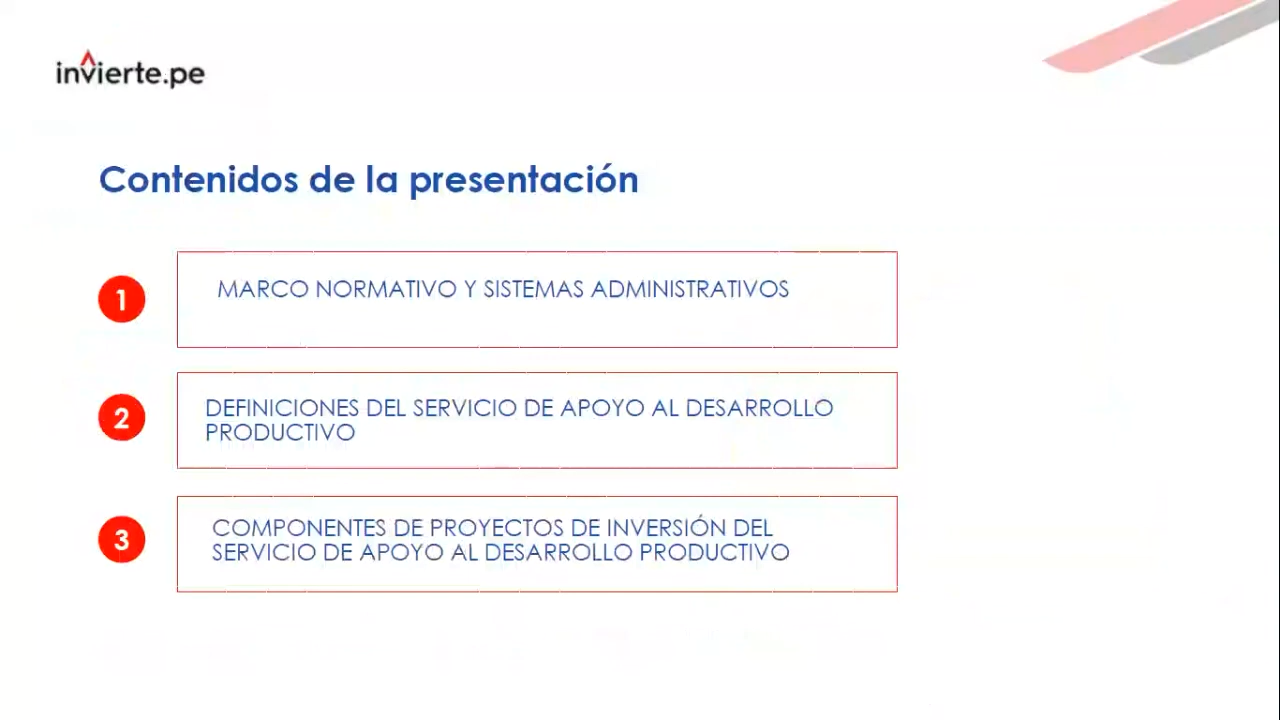 invierte.pe
Contenidos de la presentación
1
MARCO NORMATIVO Y SISTEMAS ADMINISTRATIVOS
2
DEFINICIONES DEL SERVICIO DE APOYO AL DESARROLLO
PRODUCTIVO
3
COMPONENTES DE PROYECTOS DE INVERSIÓN DEL
SERVICIO DE APOYO AL DESARROLLO PRODUCTIVO